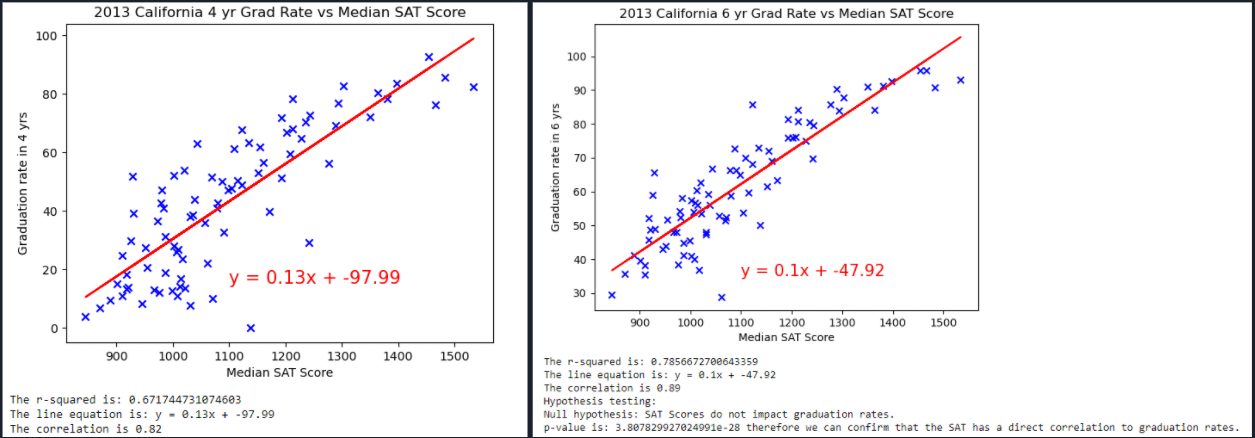 2013 California 4 yr Grad Rate vs Median SAT Score
100
80
60
40
20
0
Graduation rate in 4 yrs
y = 0.13x + -97.99
900 1000 1100 1200 1300 1400 1500
Median SAT Score
The r-squared is: 0.671744731074603
The line equation is: y = 0.13x + -97.99
The correlation is 0.82
2013 California 6 yr Grad Rate vs Median SAT Score
100
90
80
70
60
50
40
30
Graduation rate in 6 yrs
y = 0.1x + -47.92
900 1000 1100 1200 1300 1400 1500
Median SAT Score
The r-squared is: 0.7856672700643359
The line equation is: y = 0.1x + -47.92
The correlation is 0.89
Hypothesis testing:
Null hypothesis: SAT Scores do not impact graduation rates.
p-value is: 3.807829927024991e-28 therefore we can confirm that the SAT has a direct correlation to graduation rates.